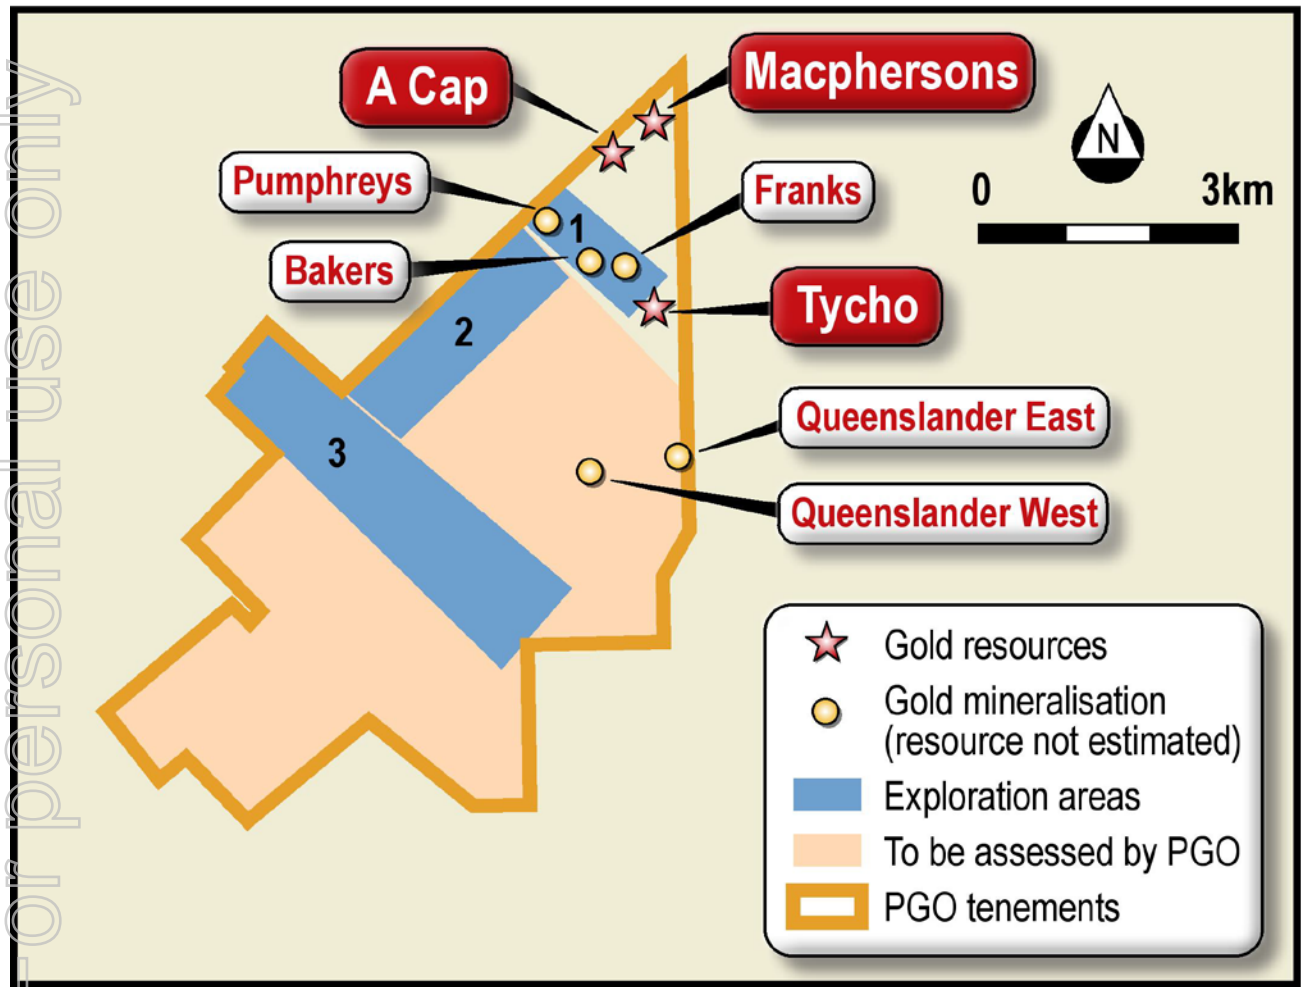 For personal use only
A Cap
Macphersons
N
0 3km
Pumphreys
Franks
1
Bakers
Tycho
2
Queenslander East
3
Queenslander West
Gold resources
Gold mineralisation
(resource not estimated)
Exploration areas
To be assessed by PGO
PGO tenements